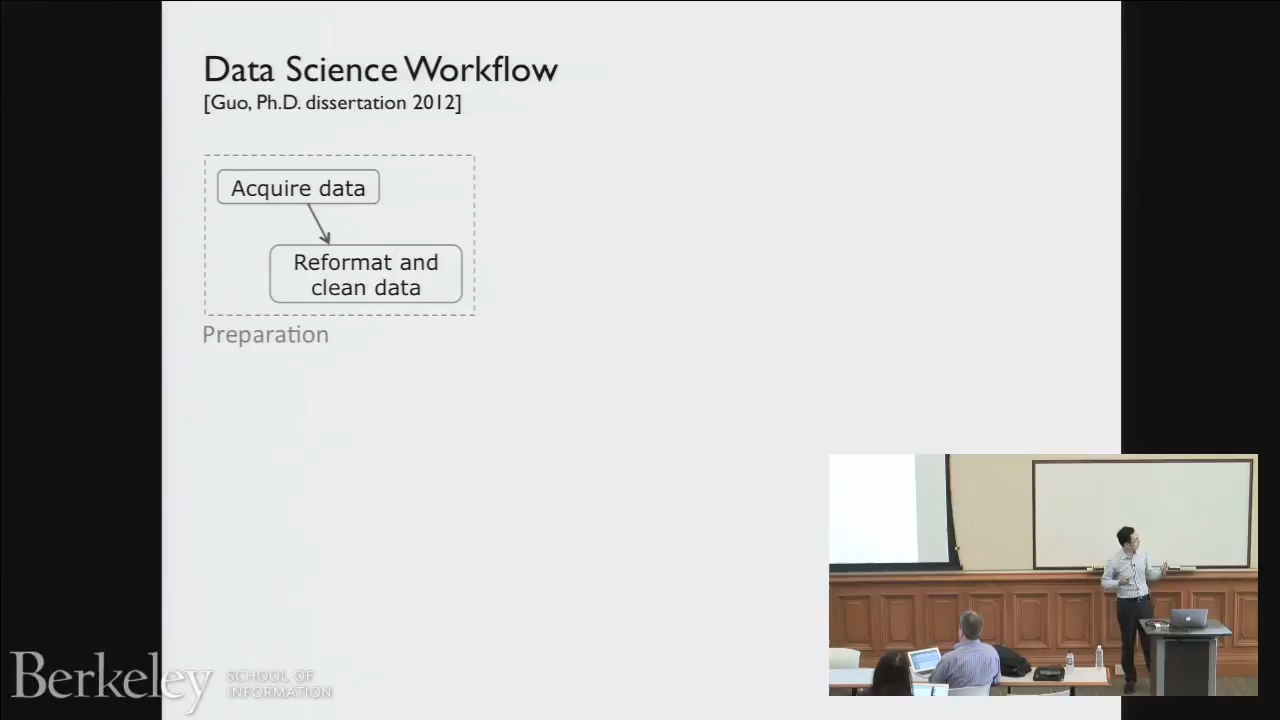 Data Science Workflow
[Guo, Ph.D. dissertation 2012]
Acquire data
Reformat and
clean data
Preparation
Berkeley
SCHOOL OF
INFORMATION